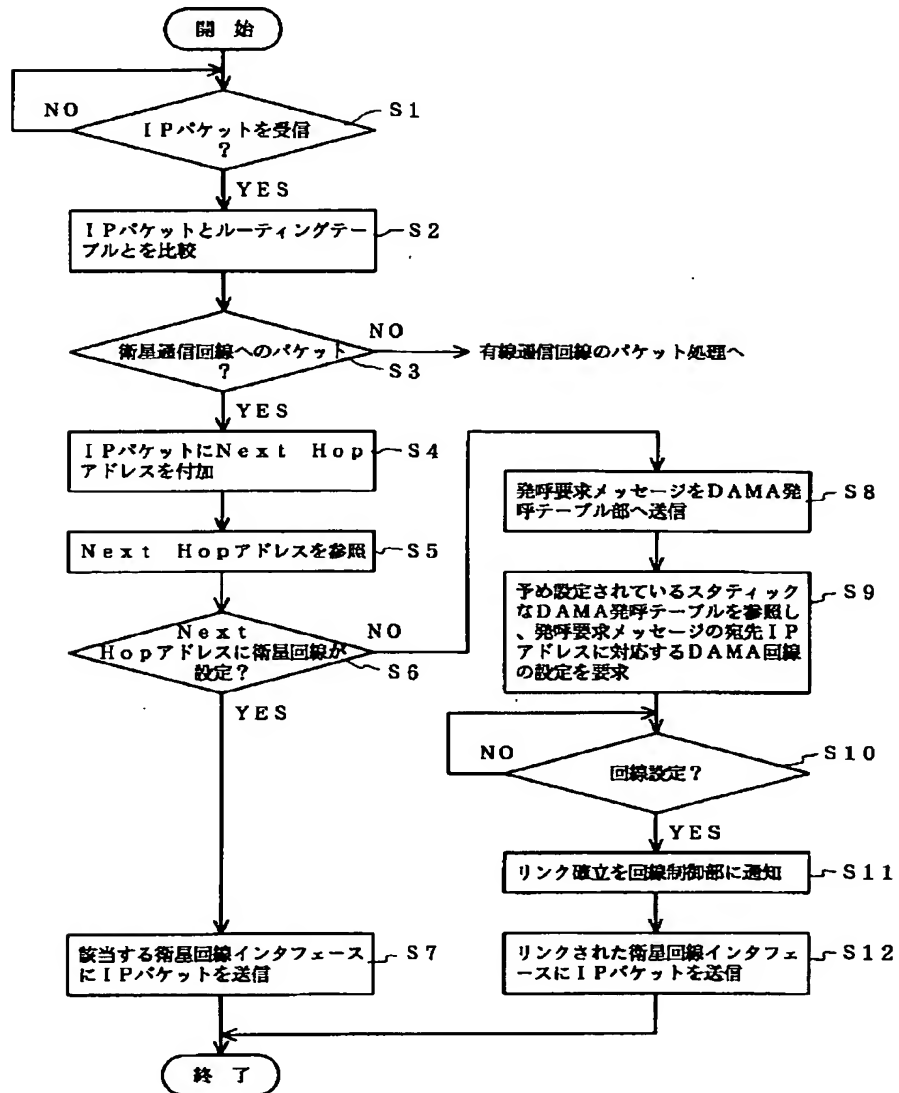 開 始
NO
S1
IPパケットを受信
?
YES
IPパケットとルーティングテー
ブルとを比較
S2
衛星通信回線へのパケット
?
NO
S3
有線通信回線のパケット処理へ
YES
IPパケットにNext Hop
アドレスを付加
S4
Next Hopアドレスを参照
S5
Next
Hopアドレスに衛星回線が
設定?
NO
S6
YES
該当する衛星回線インタフェース
にIPパケットを送信
S7
発呼要求メッセージをDAMA発
呼テーブル部へ送信
S8
予め設定されているスタティック
なDAMA発呼テーブルを参照し
、発呼要求メッセージの宛先IP
アドレスに対応するDAMA回線
の設定を要求
S9
NO
回線設定?
S10
YES
リンク確立を回線制御部に通知
S11
リンクされた衛星回線インタフェ
ースにIPパケットを送信
S12
終 了